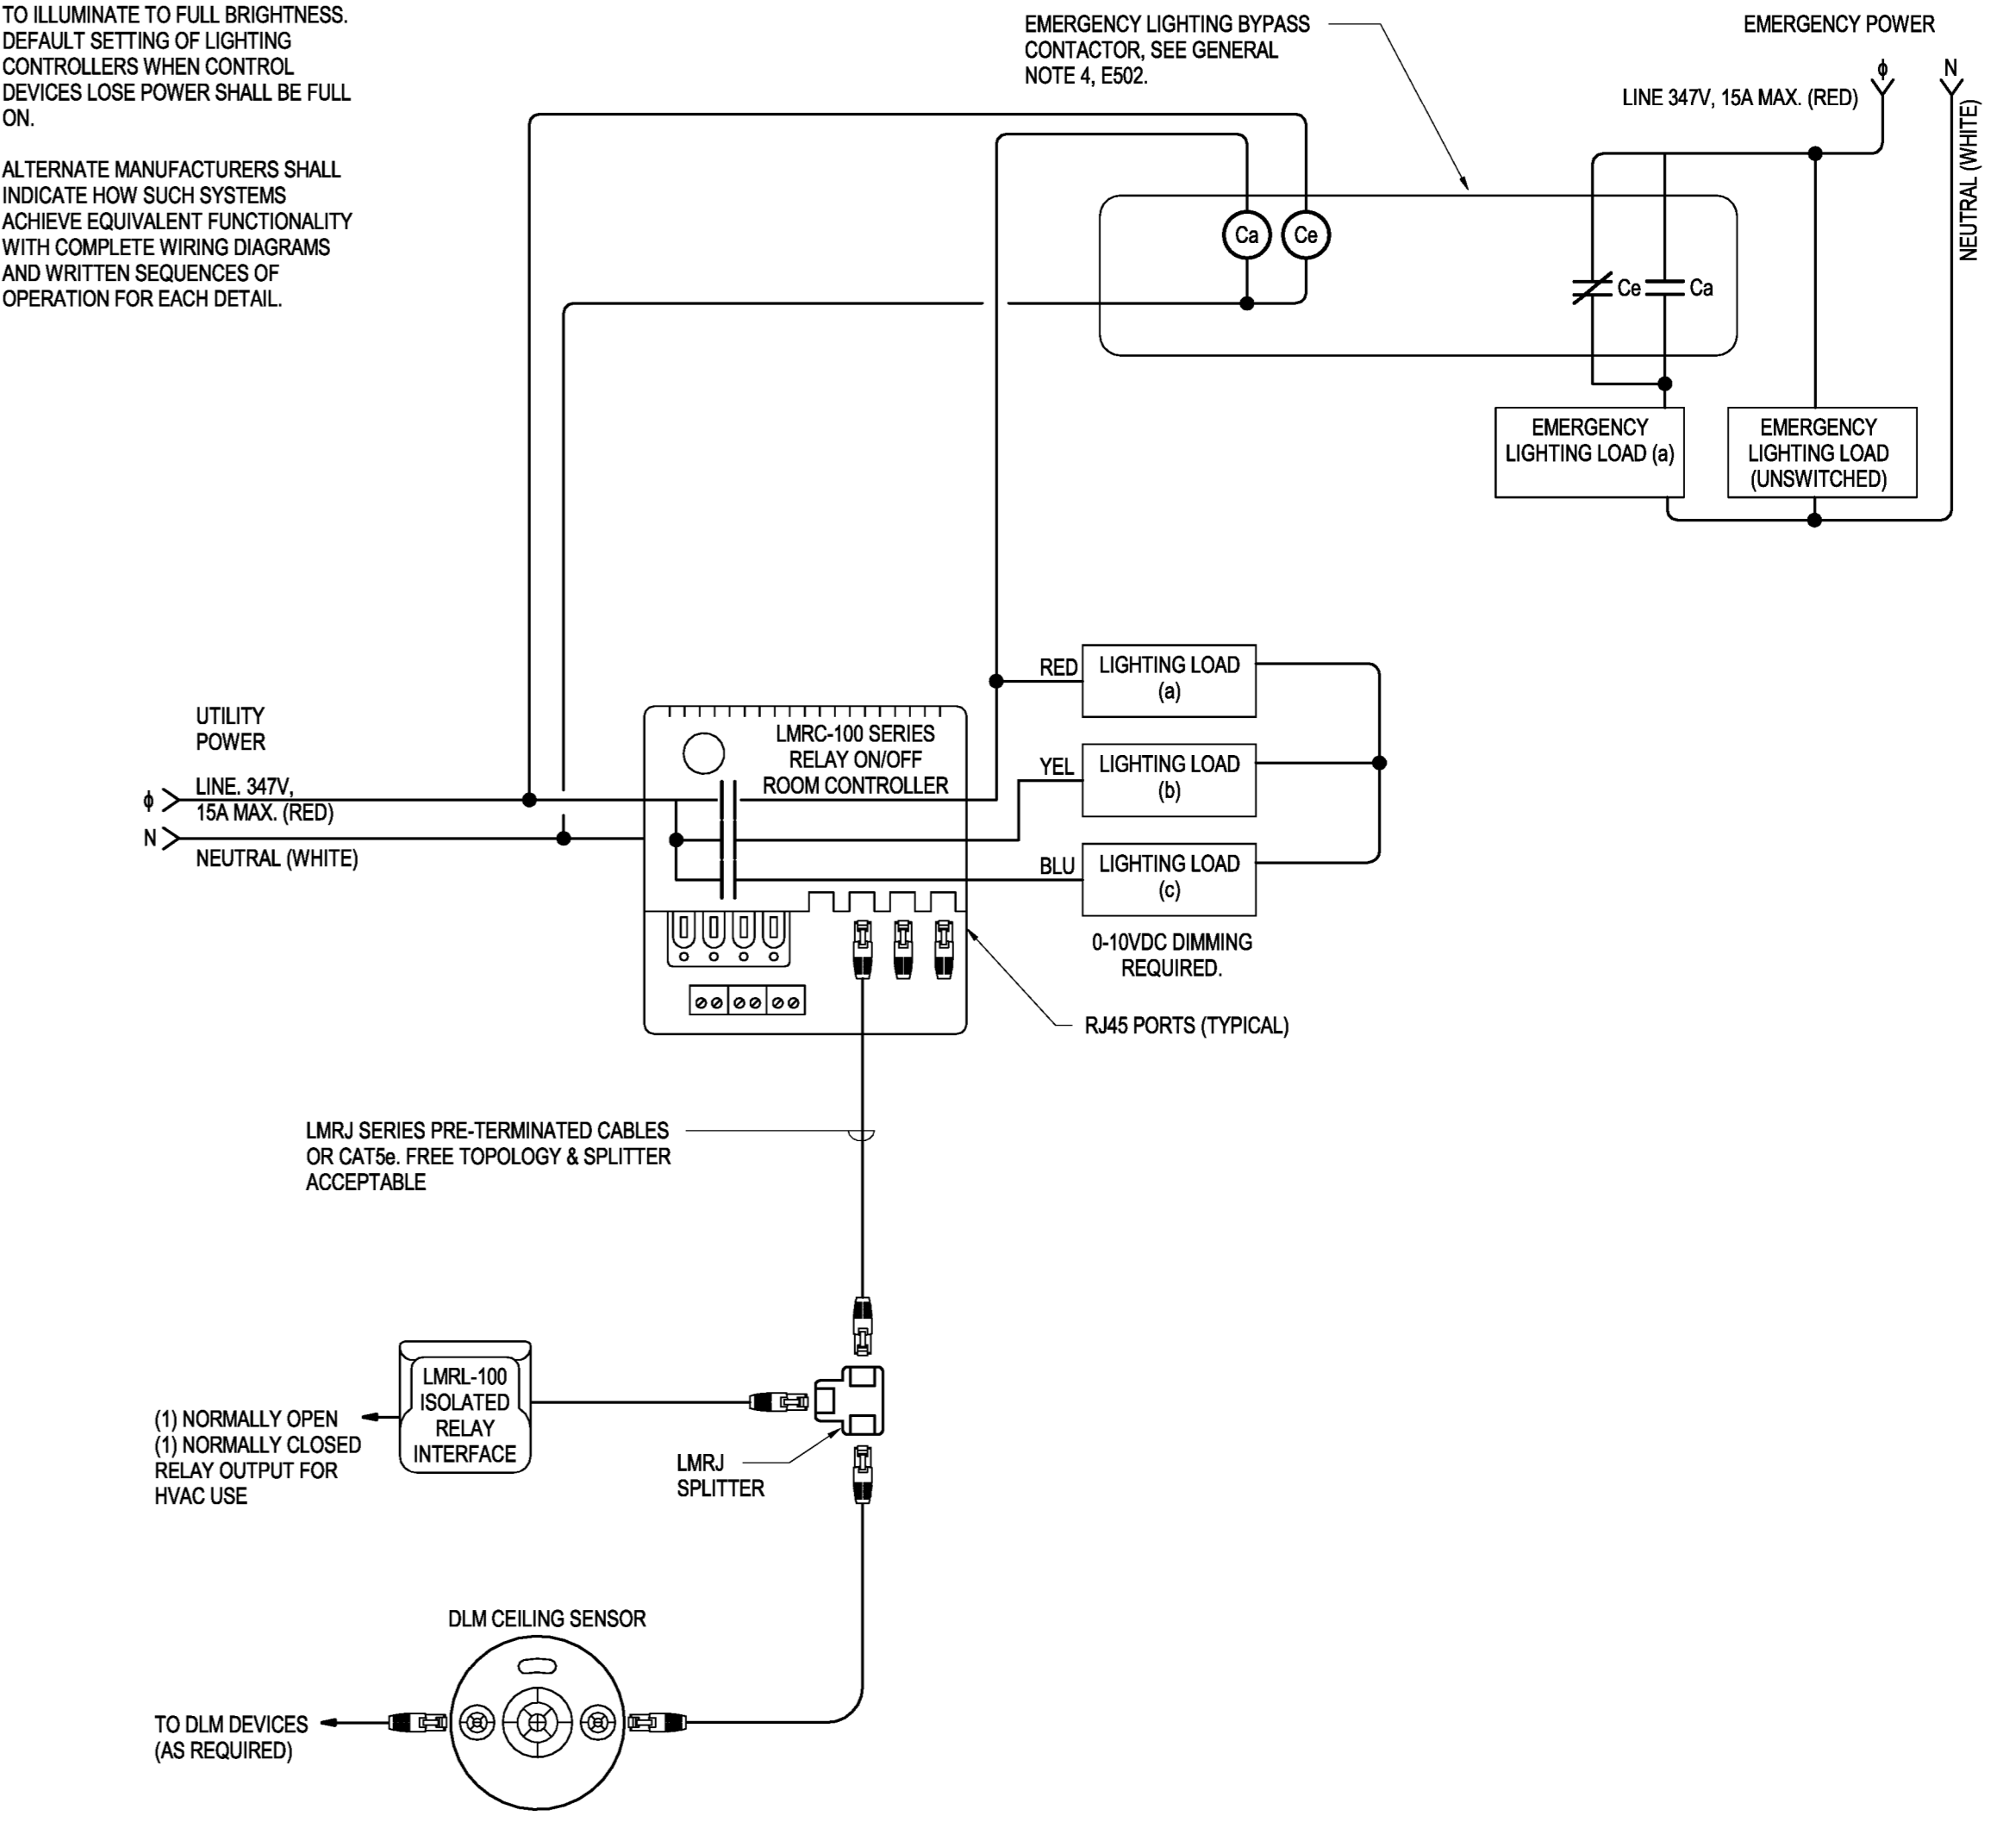 TO ILLUMINATE TO FULL BRIGHTNESS.
DEFAULT SETTING OF LIGHTING
CONTROLLERS WHEN CONTROL
DEVICES LOSE POWER SHALL BE FULL
ON.
ALTERNATE MANUFACTURERS SHALL
INDICATE HOW SUCH SYSTEMS
ACHIEVE EQUIVALENT FUNCTIONALITY
WITH COMPLETE WIRING DIAGRAMS
AND WRITTEN SEQUENCES OF
OPERATION FOR EACH DETAIL.
EMERGENCY LIGHTING BYPASS
CONTACTOR, SEE GENERAL
NOTE 4, E502.
EMERGENCY POWER
ϕ
N
LINE 347V, 15A MAX. (RED)
NEUTRAL (WHITE)
Ca
Ce
Ce
Ca
EMERGENCY
LIGHTING LOAD (a)
EMERGENCY
LIGHTING LOAD
(UNSWITCHED)
UTILITY
POWER
ϕ
LINE. 347V,
15A MAX. (RED)
N
NEUTRAL (WHITE)
LMRC-100 SERIES
RELAY ON/OFF
ROOM CONTROLLER
RED
LIGHTING LOAD
(a)
YEL
LIGHTING LOAD
(b)
BLU
LIGHTING LOAD
(c)
0-10VDC DIMMING
REQUIRED.
RJ45 PORTS (TYPICAL)
LMRJ SERIES PRE-TERMINATED CABLES
OR CAT5e. FREE TOPOLOGY & SPLITTER
ACCEPTABLE
LMRL-100
ISOLATED
RELAY
INTERFACE
(1) NORMALLY OPEN
(1) NORMALLY CLOSED
RELAY OUTPUT FOR
HVAC USE
LMRJ
SPLITTER
DLM CEILING SENSOR
TO DLM DEVICES
(AS REQUIRED)